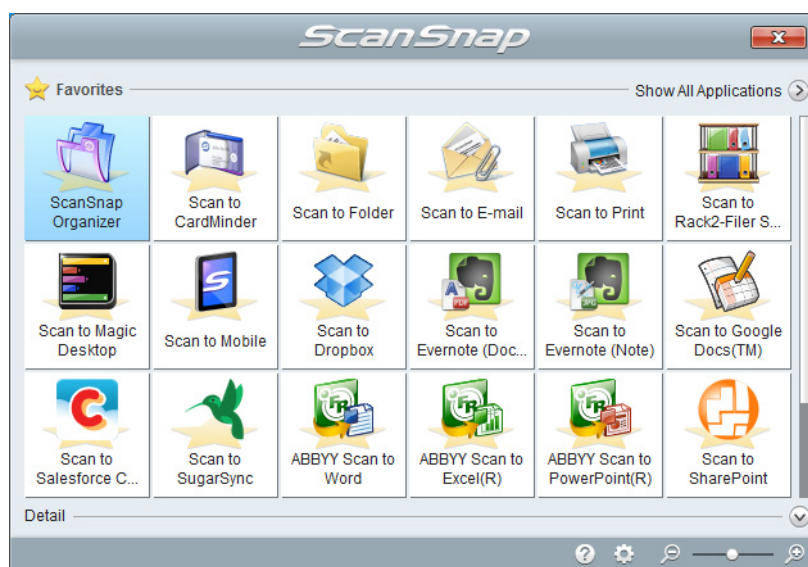 ScanSnap
X
Favorites
Show All Applications
ScanSnap
Organizer
Scan to
CardMinder
Scan to Folder
Scan to E-mail
Scan to Print
Scan to
Rack2-Filer S...
Scan to Magic
Desktop
Scan to Mobile
Scan to
Dropbox
Scan to
Evernote (Doc...
Scan to
Evernote (Note)
Scan to Google
Docs(TM)
Scan to
Salesforce C...
Scan to
SugarSync
ABBYY Scan to
Word
ABBYY Scan to
Excel(R)
ABBYY Scan to
PowerPoint(R)
Scan to
SharePoint
Detail